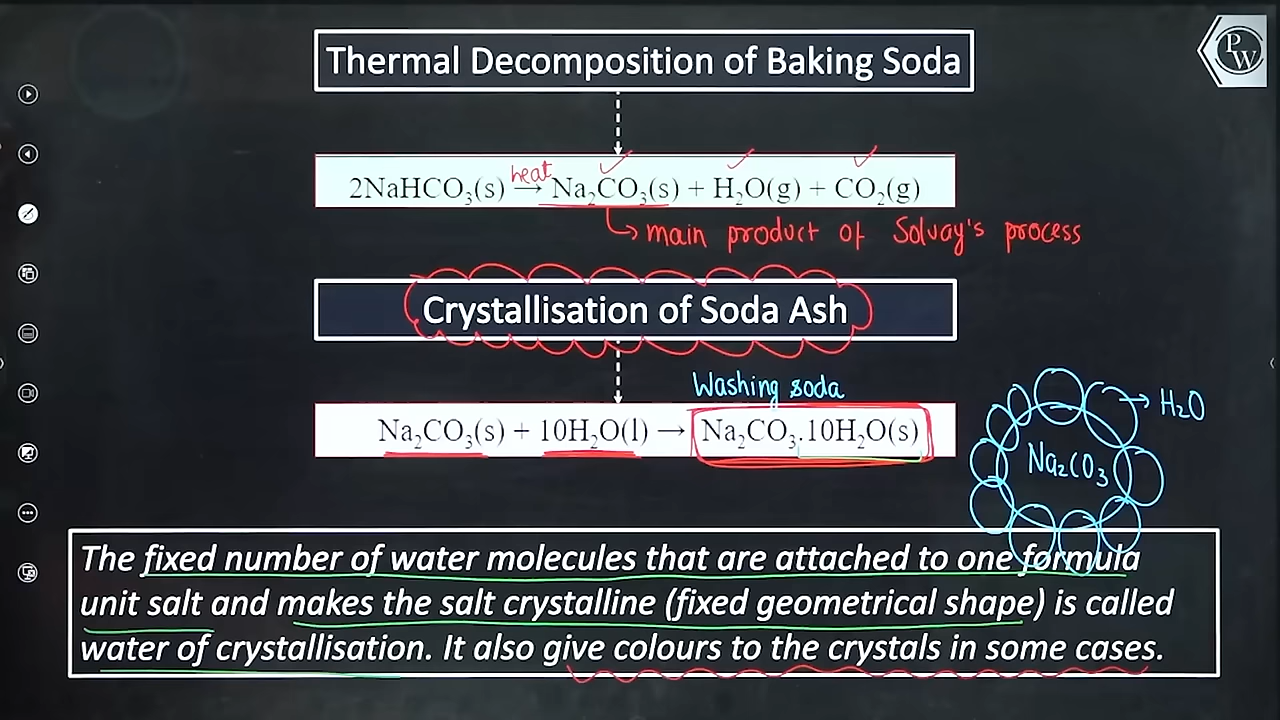 Thermal Decomposition of Baking Soda
PW
heat
2NaHCO₃(s) → Na₂CO₃(s) + H₂O(g) + CO₂(g)
main product of Solvay's process
Crystallisation of Soda Ash
Washing soda
Na₂CO₃(s) + 10H₂O(l) → Na₂CO₃.10H₂O(s)
H₂O
Na₂CO₃
The fixed number of water molecules that are attached to one formula
unit salt and makes the salt crystalline (fixed geometrical shape) is called
water of crystallisation. It also give colours to the crystals in some cases.